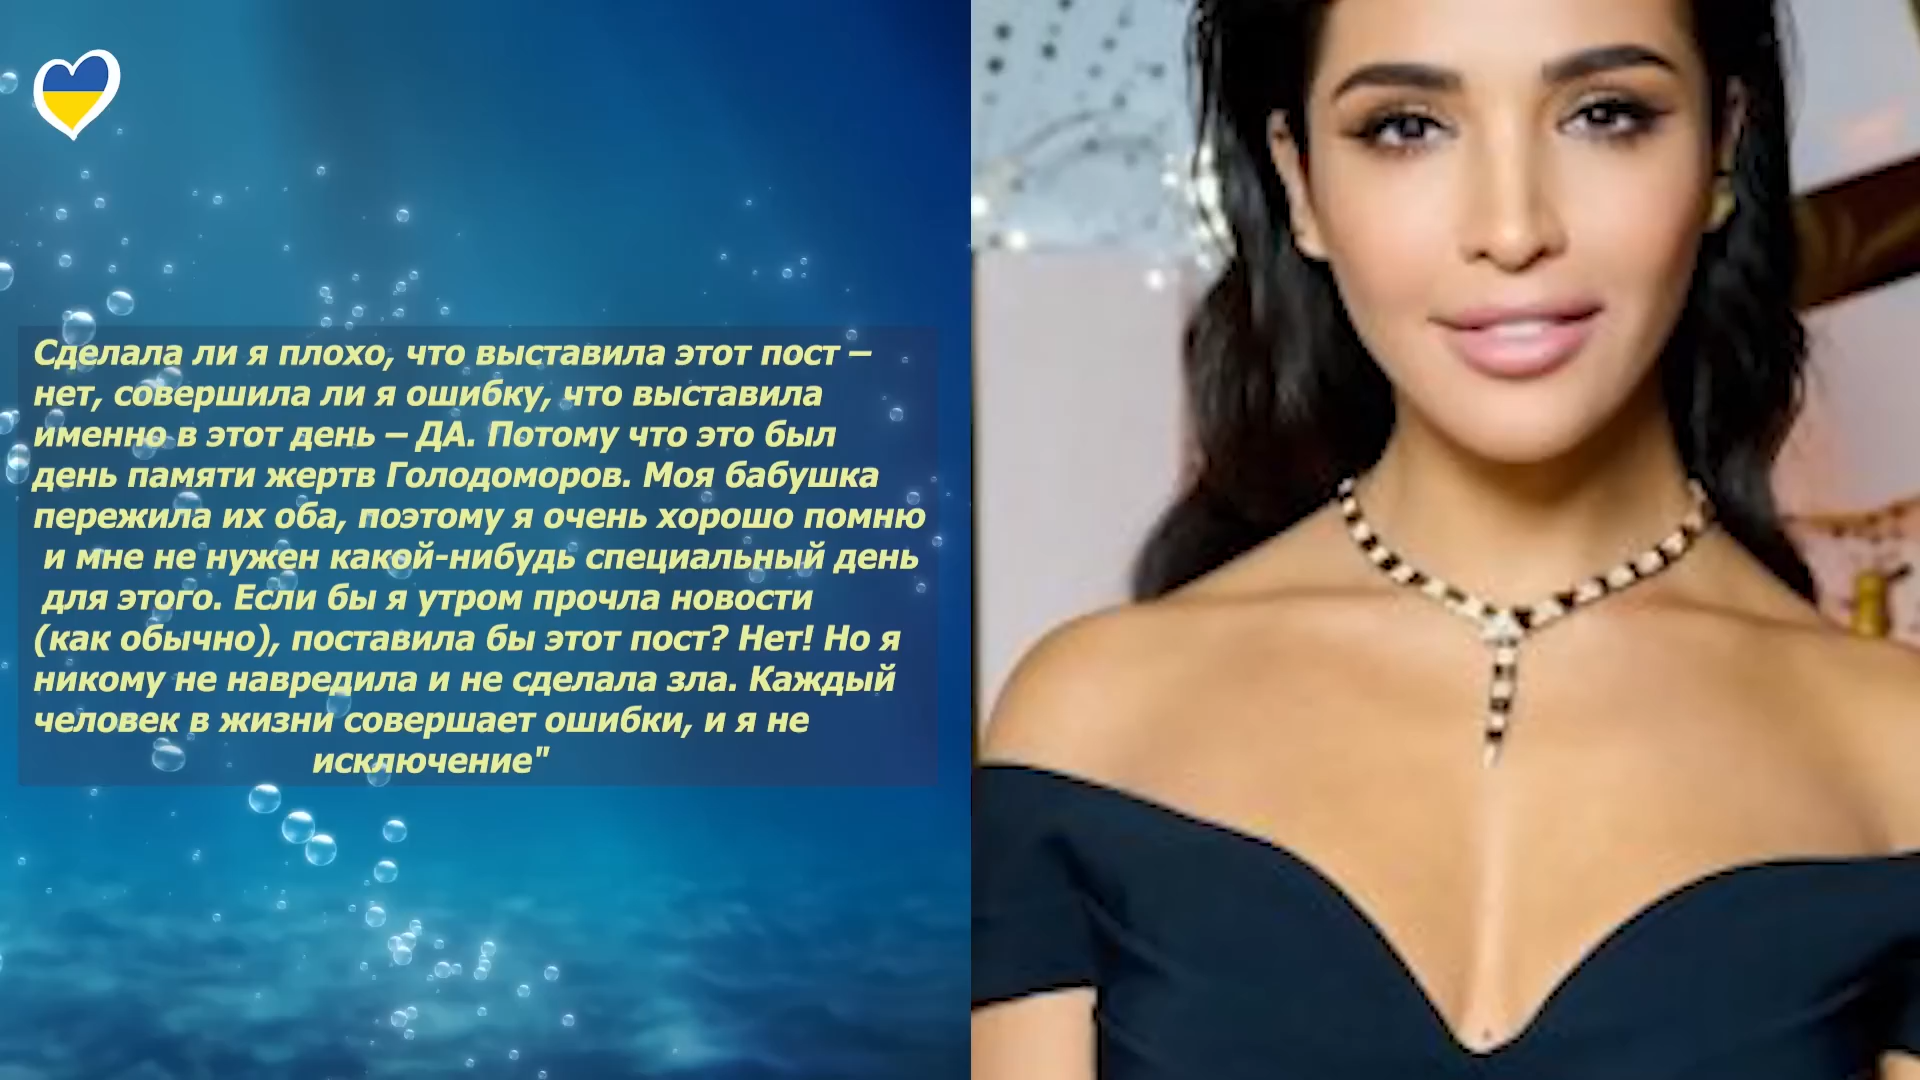 Сделала ли я плохо, что выставила этот пост –
нет, совершила ли я ошибку, что выставила
именно в этот день – ДА. Потому что это был
день памяти жертв Голодоморов. Моя бабушка
пережила их оба, поэтому я очень хорошо помню
и мне не нужен какой-нибудь специальный день
для этого. Если бы я утром прочла новости
(как обычно), поставила бы этот пост? Нет! Но я
никому не навредила и не сделала зла. Каждый
человек в жизни совершает ошибки, и я не
исключение"